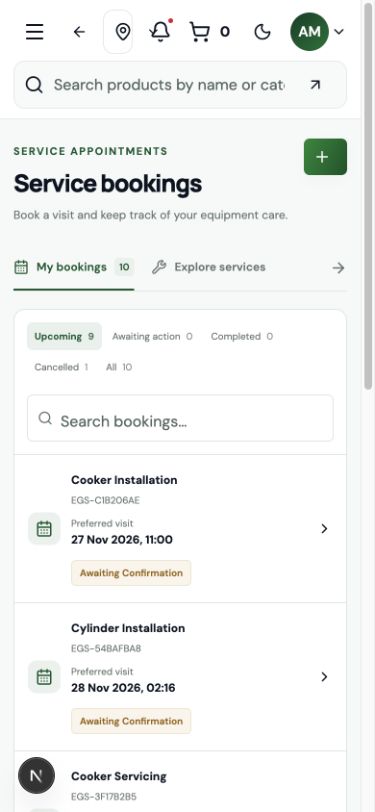 0
AM
Search products by name or cat
SERVICE APPOINTMENTS
Service bookings
Book a visit and keep track of your equipment care.
My bookings 10
Explore services
Upcoming 9
Awaiting action 0
Completed 0
Cancelled 1
All 10
Search bookings...
Cooker Installation
EGS-C1B206AE
Preferred visit
27 Nov 2026, 11:00
Awaiting Confirmation
Cylinder Installation
EGS-54BAFBA8
Preferred visit
28 Nov 2026, 02:16
Awaiting Confirmation
N
Cooker Servicing
EGS-3F17B2B5